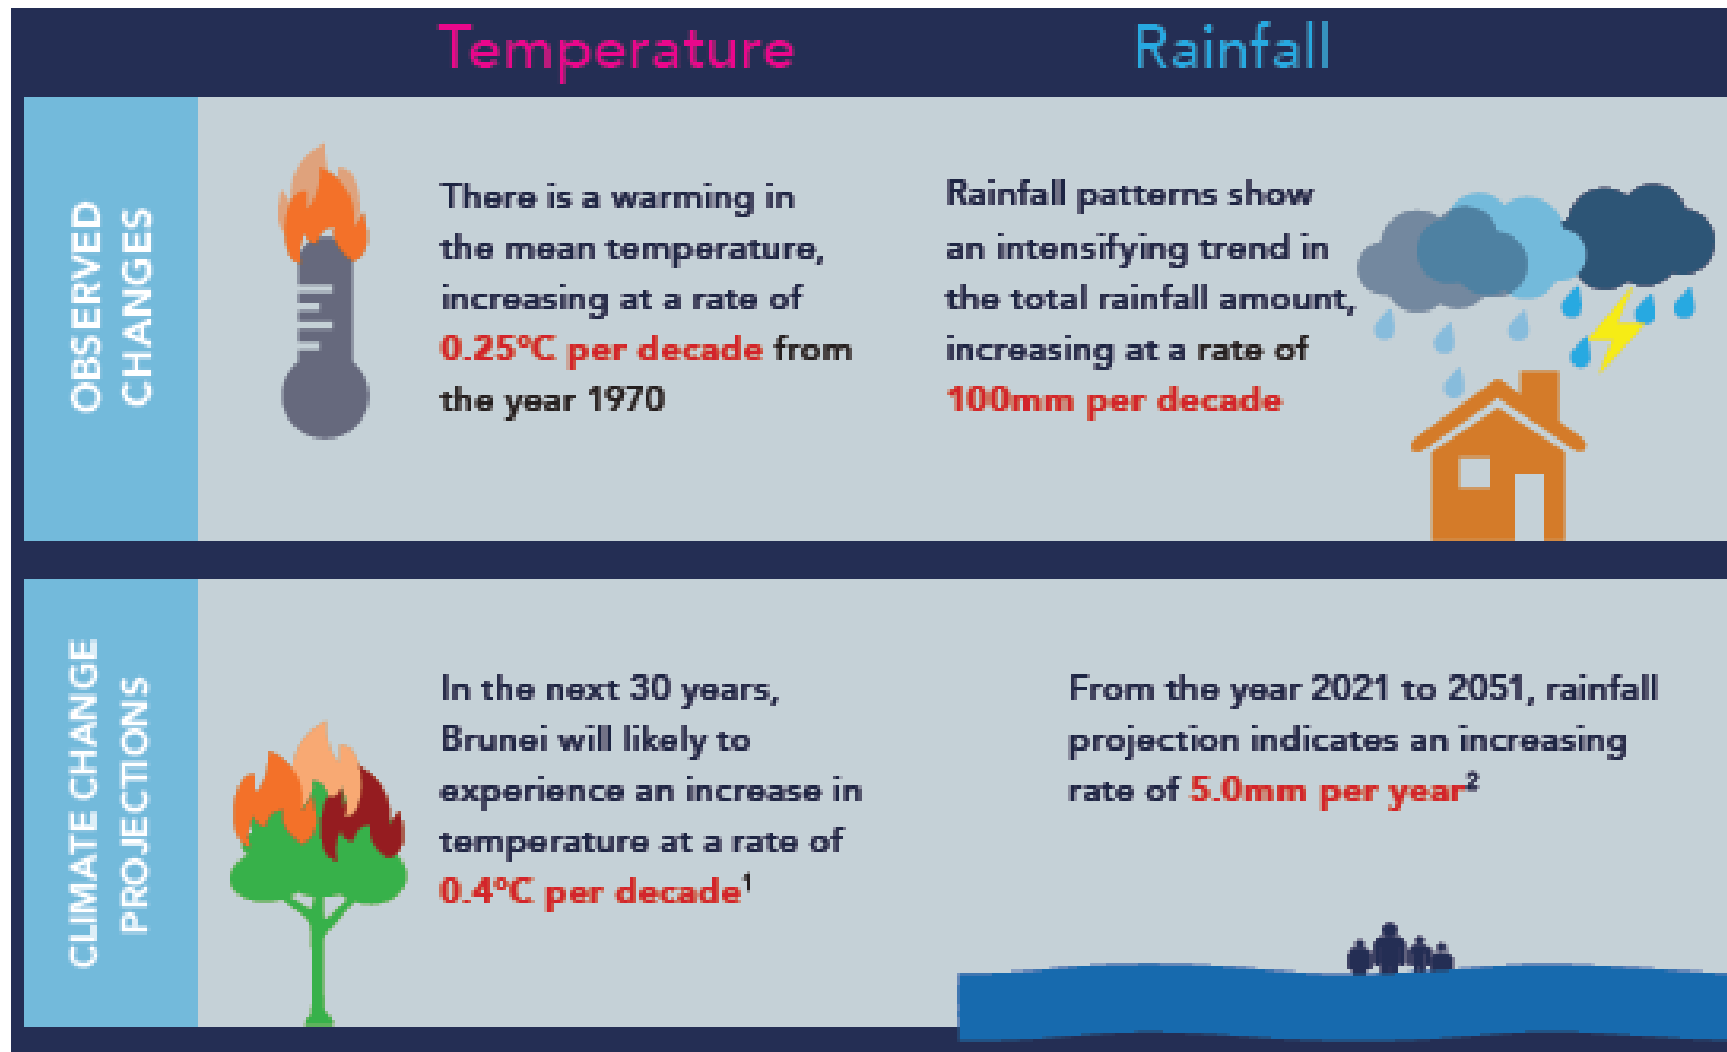 Temperature
Rainfall
OBSERVED
CHANGES
There is a warming in
the mean temperature,
increasing at a rate of
0.25°C per decade from
the year 1970
Rainfall patterns show
an intensifying trend in
the total rainfall amount,
increasing at a rate of
100mm per decade
CLIMATE CHANGE
PROJECTIONS
In the next 30 years,
Brunei will likely to
experience an increase in
temperature at a rate of
0.4°C per decade¹
From the year 2021 to 2051, rainfall
projection indicates an increasing
rate of 5.0mm per year²